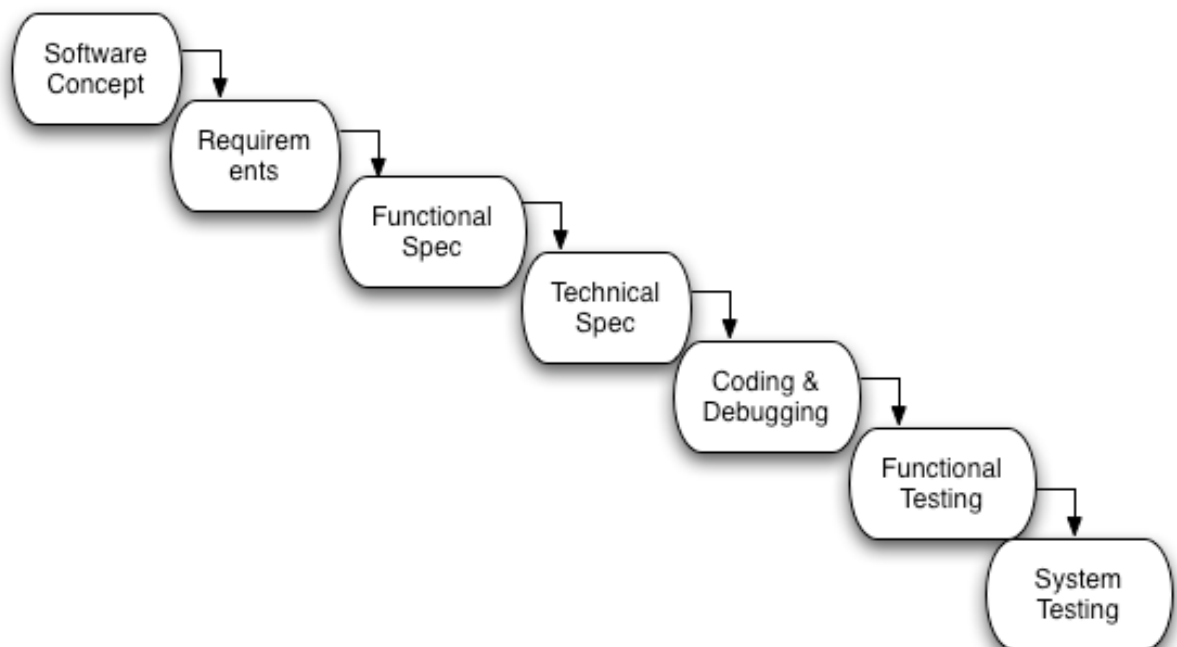 Software
Concept
Requirem
ents
Functional
Spec
Technical
Spec
Coding &
Debugging
Functional
Testing
System
Testing